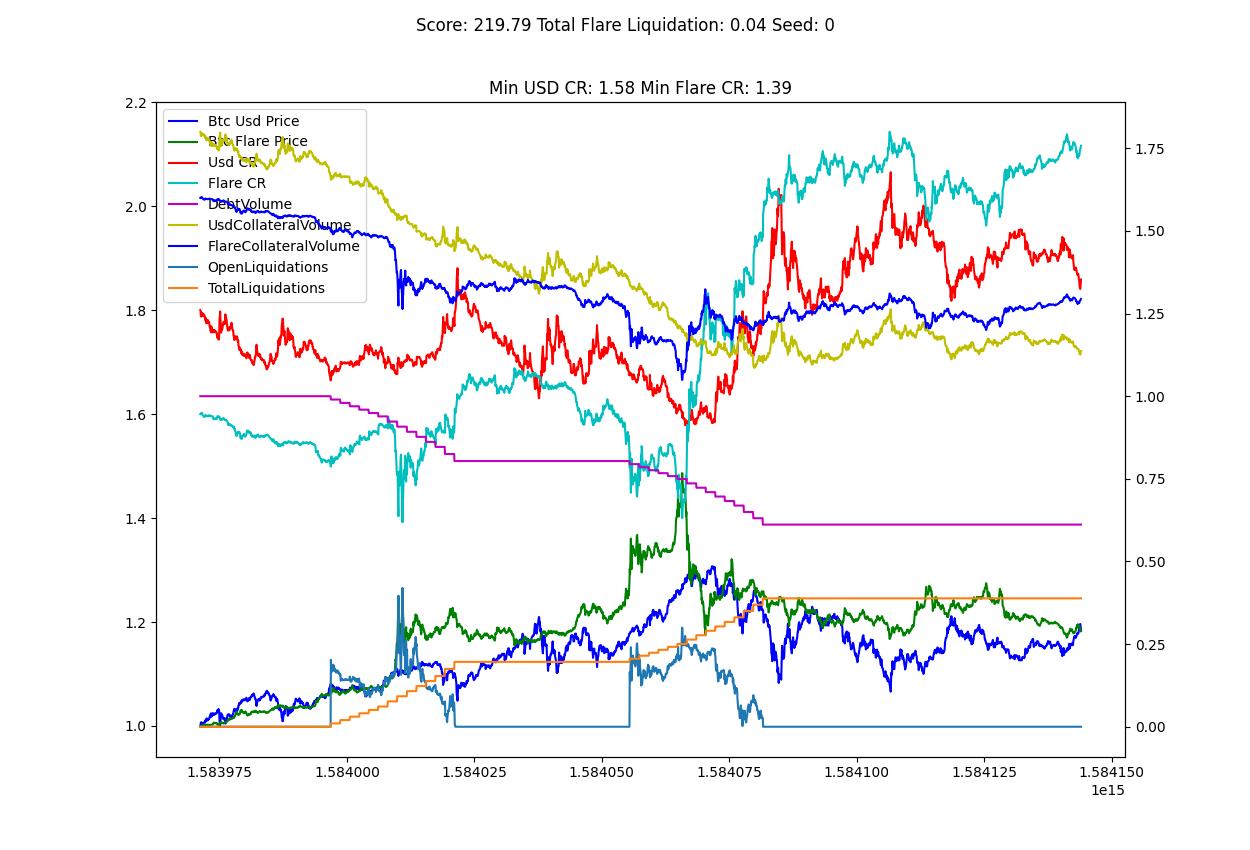 Score: 219.79 Total Flare Liquidation: 0.04 Seed: 0
Min USD CR: 1.58 Min Flare CR: 1.39
Btc Usd Price
Btc Flare Price
Usd CR
Flare CR
DebtVolume
UsdCollateralVolume
FlareCollateralVolume
OpenLiquidations
TotalLiquidations
2.2
2.0
1.8
1.6
1.4
1.2
1.0
1.75
1.50
1.25
1.00
0.75
0.50
0.25
0.00
1.583975 1.584000 1.584025 1.584050 1.584075 1.584100 1.584125 1.584150
1e15